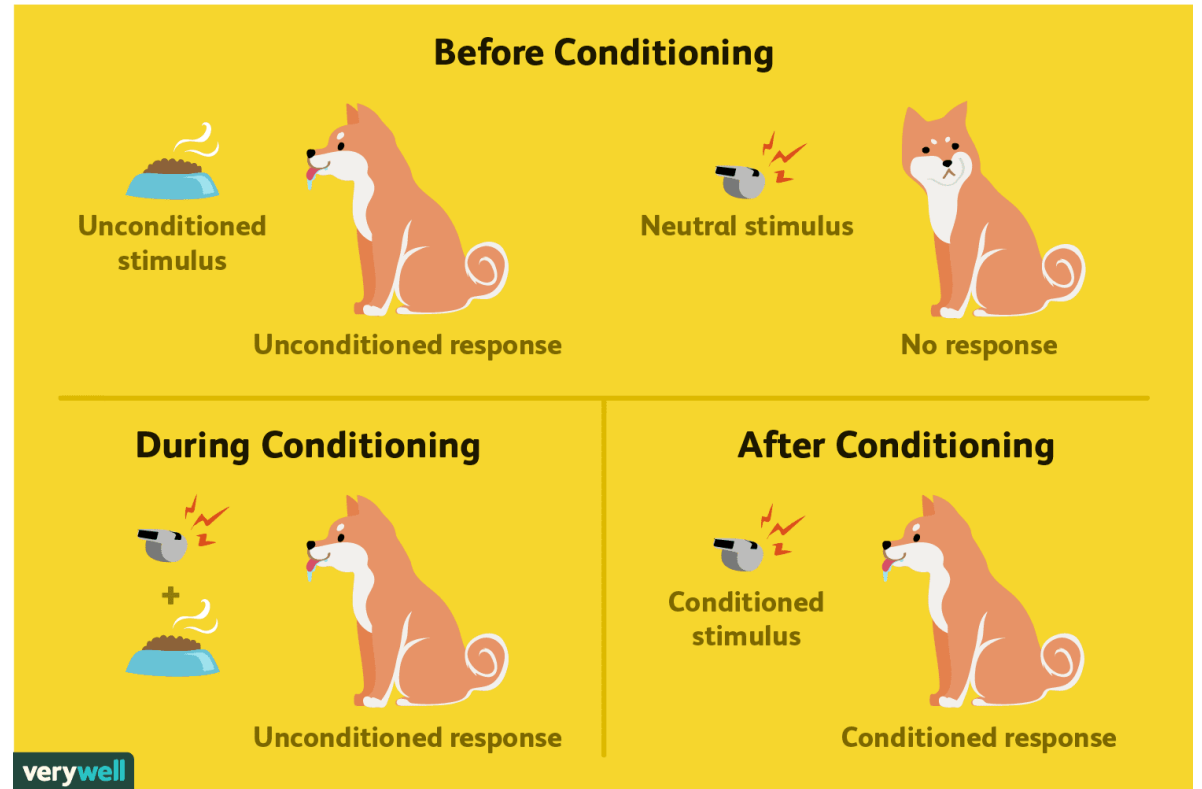 Before Conditioning
Unconditioned
stimulus
Unconditioned response
Neutral stimulus
No response
During Conditioning
+
Unconditioned response
After Conditioning
Conditioned
stimulus
Conditioned response
verywell